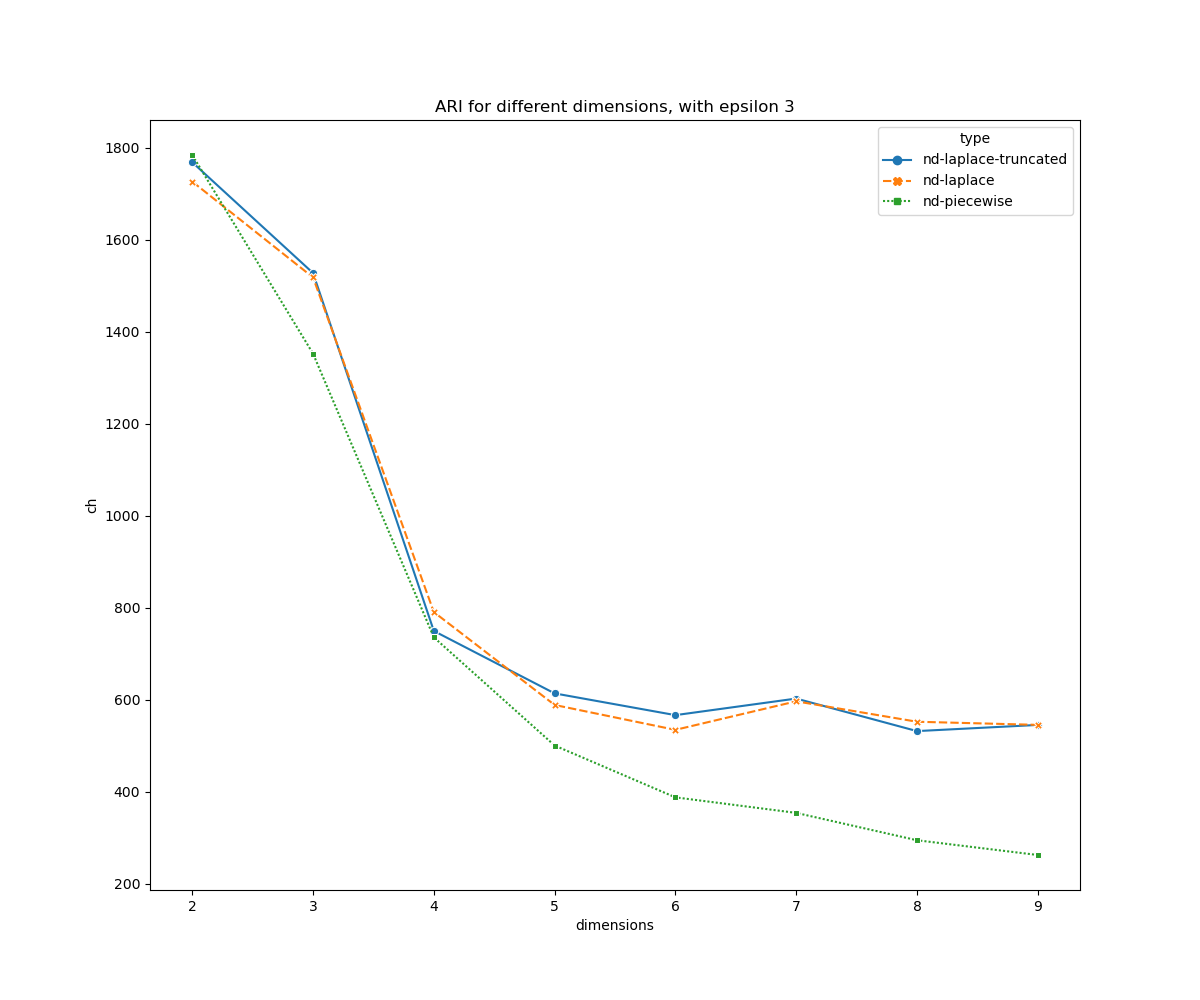 ARI for different dimensions, with epsilon 3
type
nd-laplace-truncated
nd-laplace
nd-piecewise
1800
1600
1400
1200
1000
800
600
400
200
ch
2 3 4 5 6 7 8 9
dimensions